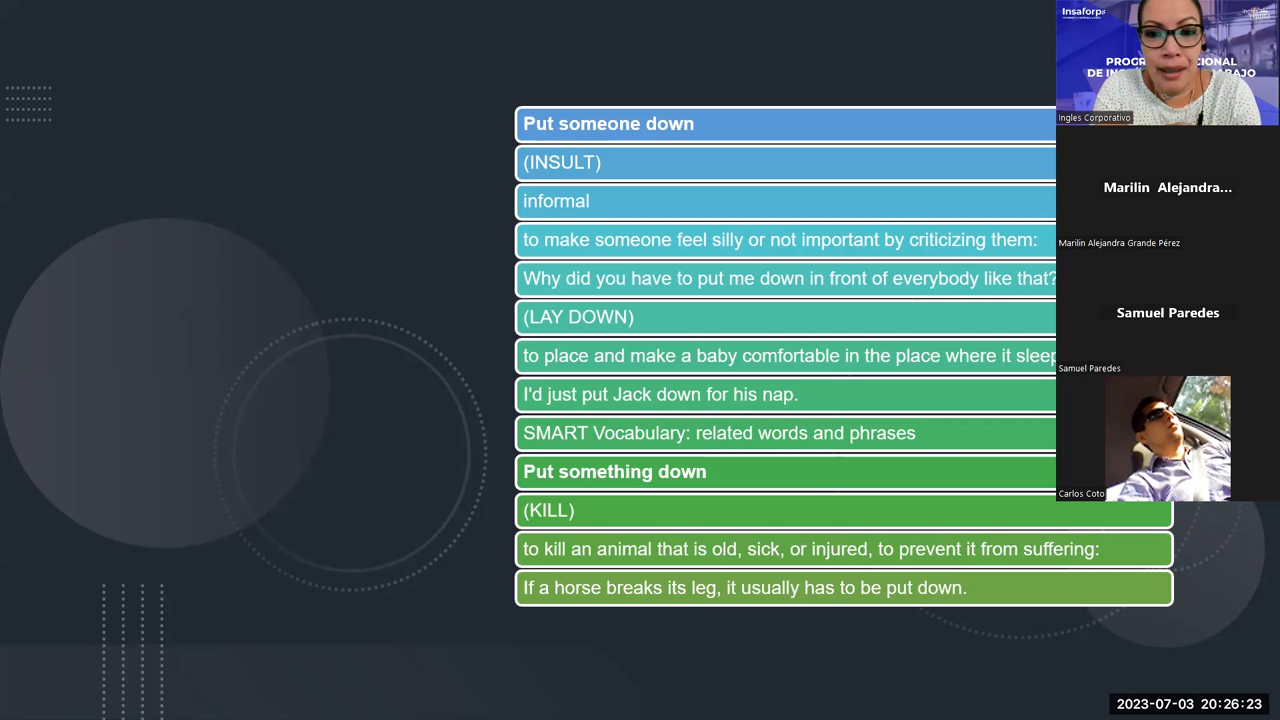 Put someone down
(INSULT)
informal
to make someone feel silly or not important by criticizing them:
Why did you have to put me down in front of everybody like that?
(LAY DOWN)
to place and make a baby comfortable in the place where it sleep
I'd just put Jack down for his nap.
SMART Vocabulary: related words and phrases
Put something down
(KILL)
to kill an animal that is old, sick, or injured, to prevent it from suffering:
If a horse breaks its leg, it usually has to be put down.
Insaforp
Ingles Corporativo
Marilin Alejandra...
Marilin Alejandra Grande Pérez
Samuel Paredes
Samuel Paredes
Carlos Coto
2023-07-03 20:26:23